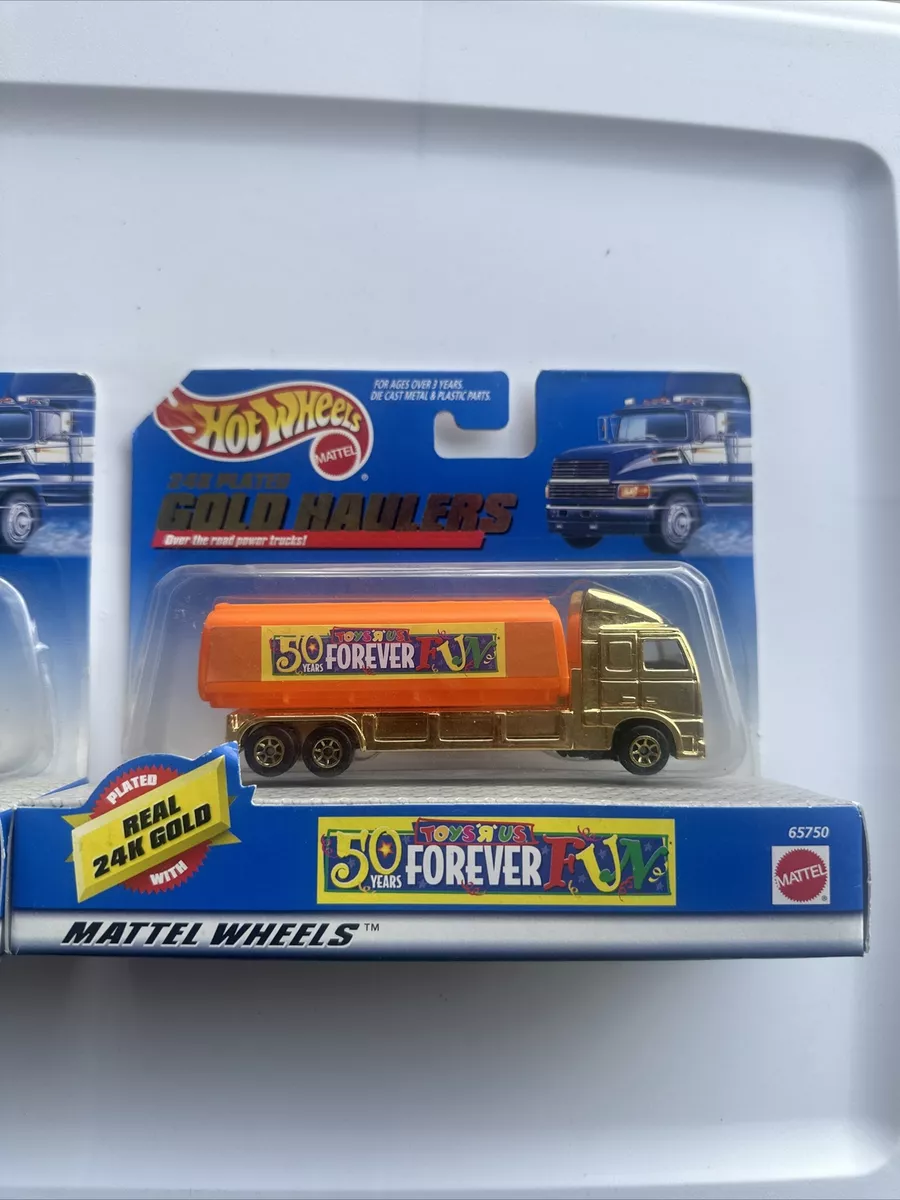 FOR AGES OVER 3 YEARS.
DIE CAST METAL & PLASTIC PARTS.
HOT WHEELS
MATTEL
®
24K PLATED
GOLD HAULERS
Over the road power trucks!
50 YEARS
TOYS "R" US
FOREVER FUN
PLATED
REAL
24K GOLD
WITH
50 YEARS
TOYS "R" US
FOREVER FUN
65750
MATTEL
®
MATTEL WHEELS™